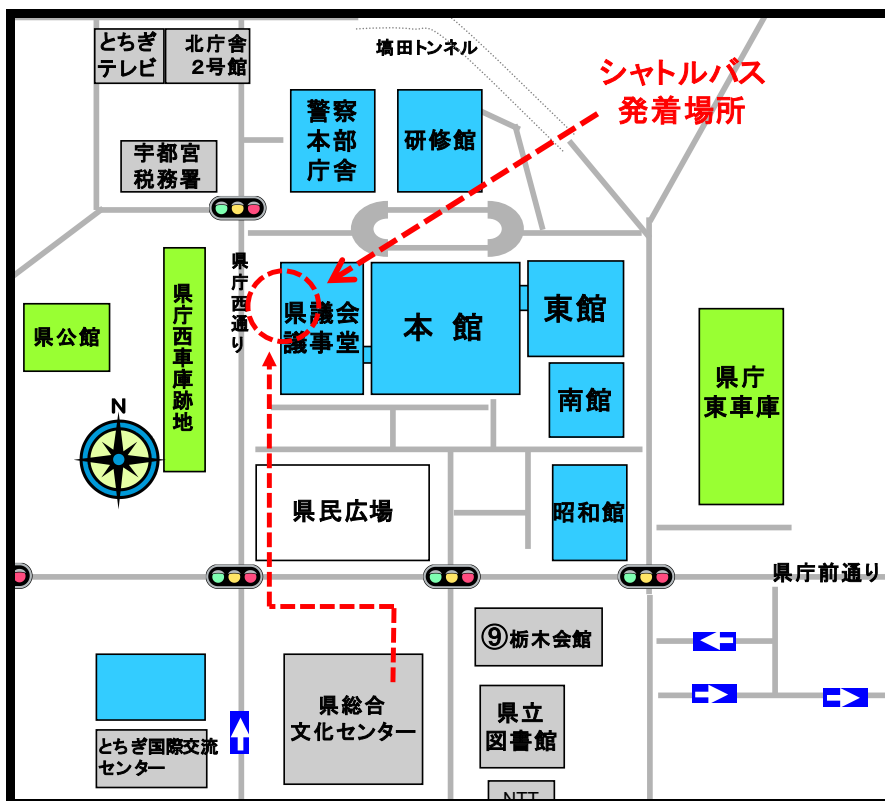 とちぎ
テレビ
北庁舎
2号館
塙田トンネル
シャトルバス
発着場所
警察
本部
庁舎
研修館
宇都宮
税務署
県庁西通り
県議会
議事堂
本館
東館
県公館
県庁西車庫跡地
南館
県庁
東車庫
N
県民広場
昭和館
県庁前通り
⑨栃木会館
県総合
文化センター
県立
図書館
とちぎ国際交流
センター
NTT